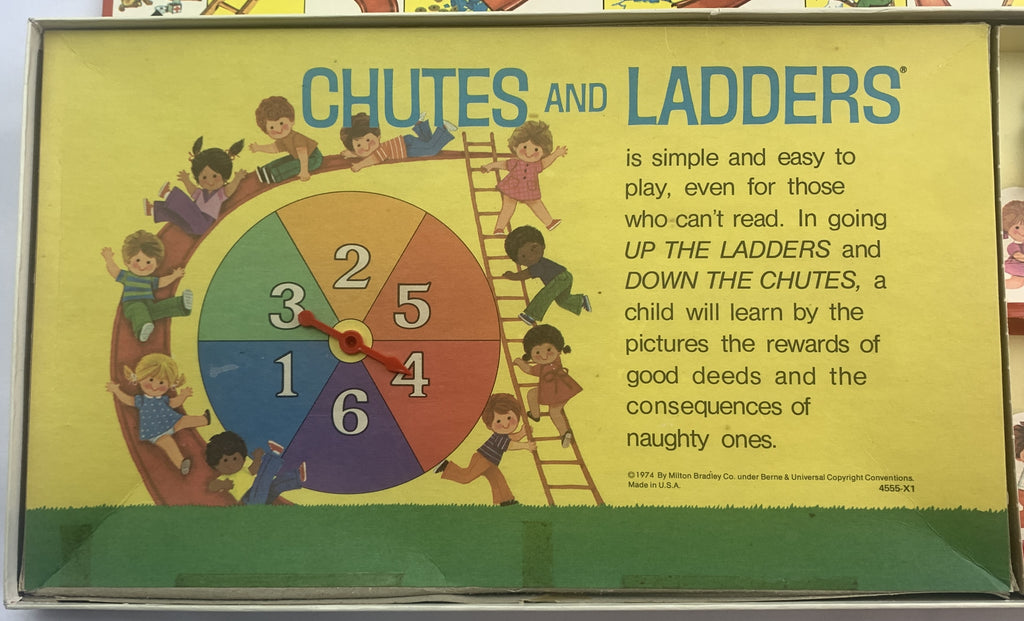 CHUTES AND LADDERS®
is simple and easy to
play, even for those
who can't read. In going
UP THE LADDERS and
DOWN THE CHUTES, a
child will learn by the
pictures the rewards of
good deeds and the
consequences of
naughty ones.
2
3 5
1 4
6
©1974 By Milton Bradley Co. under Berne & Universal Copyright Conventions.
Made in U.S.A. 4555-X1